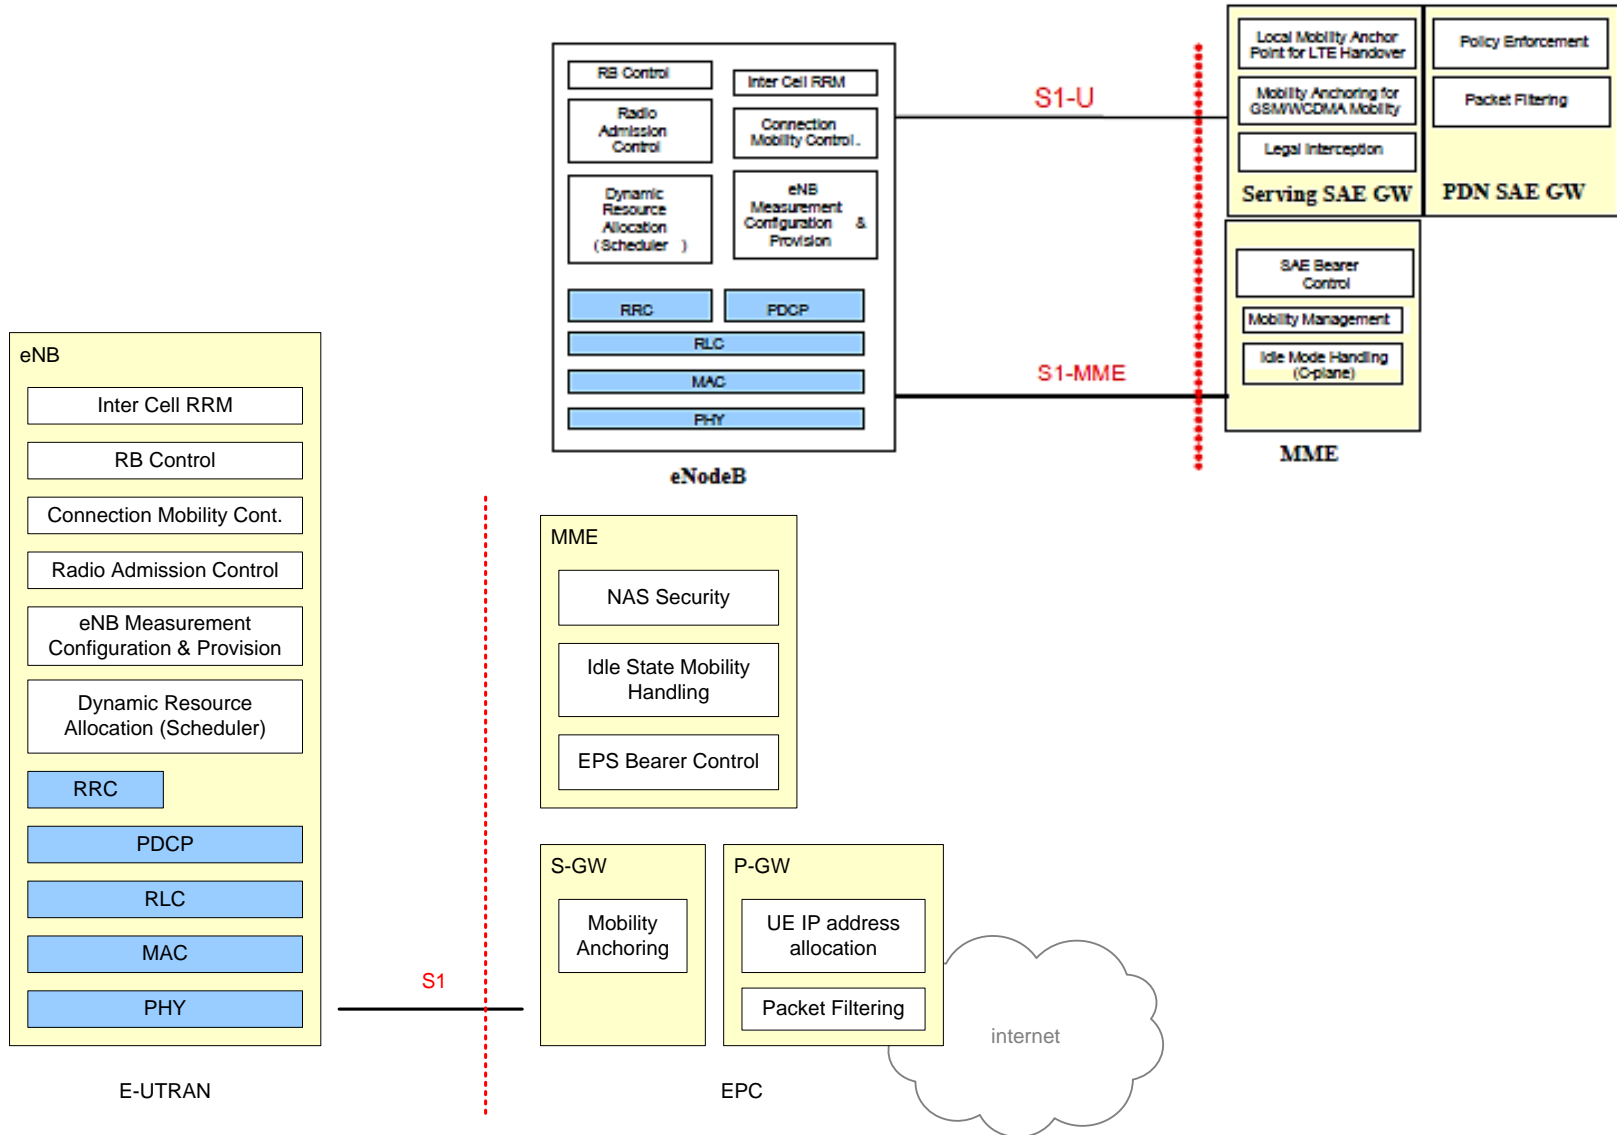 RB Control
Inter Cell RRM
Radio
Admission
Control
Connection
Mobility Control.
Dynamic
Resource
Allocation
(Scheduler )
eNB
Measurement
Configuration &
Provision
RRC
PDCP
RLC
MAC
PHY
eNodeB
S1-U
S1-MME
Local Mobility Anchor
Point for LTE Handover
Mobility Anchoring for
GSM/WCDMA Mobility
Legal Interception
Serving SAE GW
Policy Enforcement
Packet Filtering
PDN SAE GW
SAE Bearer
Control
Mobility Management
Idle Mode Handling
(C-plane)
MME
eNB
Inter Cell RRM
RB Control
Connection Mobility Cont.
Radio Admission Control
eNB Measurement
Configuration & Provision
Dynamic Resource
Allocation (Scheduler)
RRC
PDCP
RLC
MAC
PHY
E-UTRAN
S1
MME
NAS Security
Idle State Mobility
Handling
EPS Bearer Control
S-GW
Mobility
Anchoring
P-GW
UE IP address
allocation
Packet Filtering
internet
EPC